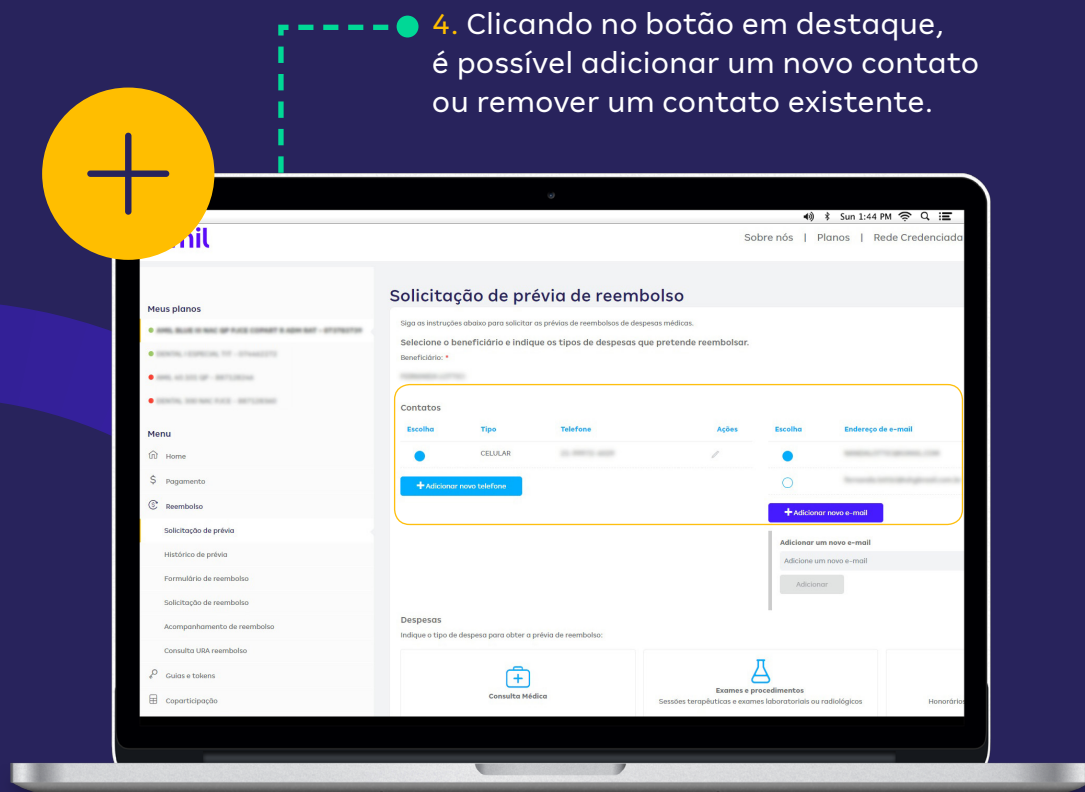 4. Clicando no botão em destaque,
é possível adicionar um novo contato
ou remover um contato existente.
Sun 1:44 PM
Sobre nós | Planos | Rede Credenciada
Meus planos
Menu
Home
Pagamento
Reembolso
Solicitação de prévia
Histórico de prévia
Formulário de reembolso
Solicitação de reembolso
Acompanhamento de reembolso
Consulta URA reembolso
Guias e tokens
Coparticipação
Solicitação de prévia de reembolso
Siga as instruções abaixo para solicitar as prévias de reembolsos de despesas médicas.
Selecione o beneficiário e indique os tipos de despesas que pretende reembolsar.
Beneficiário: *
Contatos
Escolha Tipo Telefone Ações Escolha Endereço de e-mail
CELULAR
+ Adicionar novo telefone
+ Adicionar novo e-mail
Adicionar um novo e-mail
Adicione um novo e-mail
Adicionar
Despesas
Indique o tipo de despesa para obter a prévia de reembolso:
Consulta Médica
Exames e procedimentos
Sessões terapêuticas e exames laboratoriais ou radiológicos
Honorários